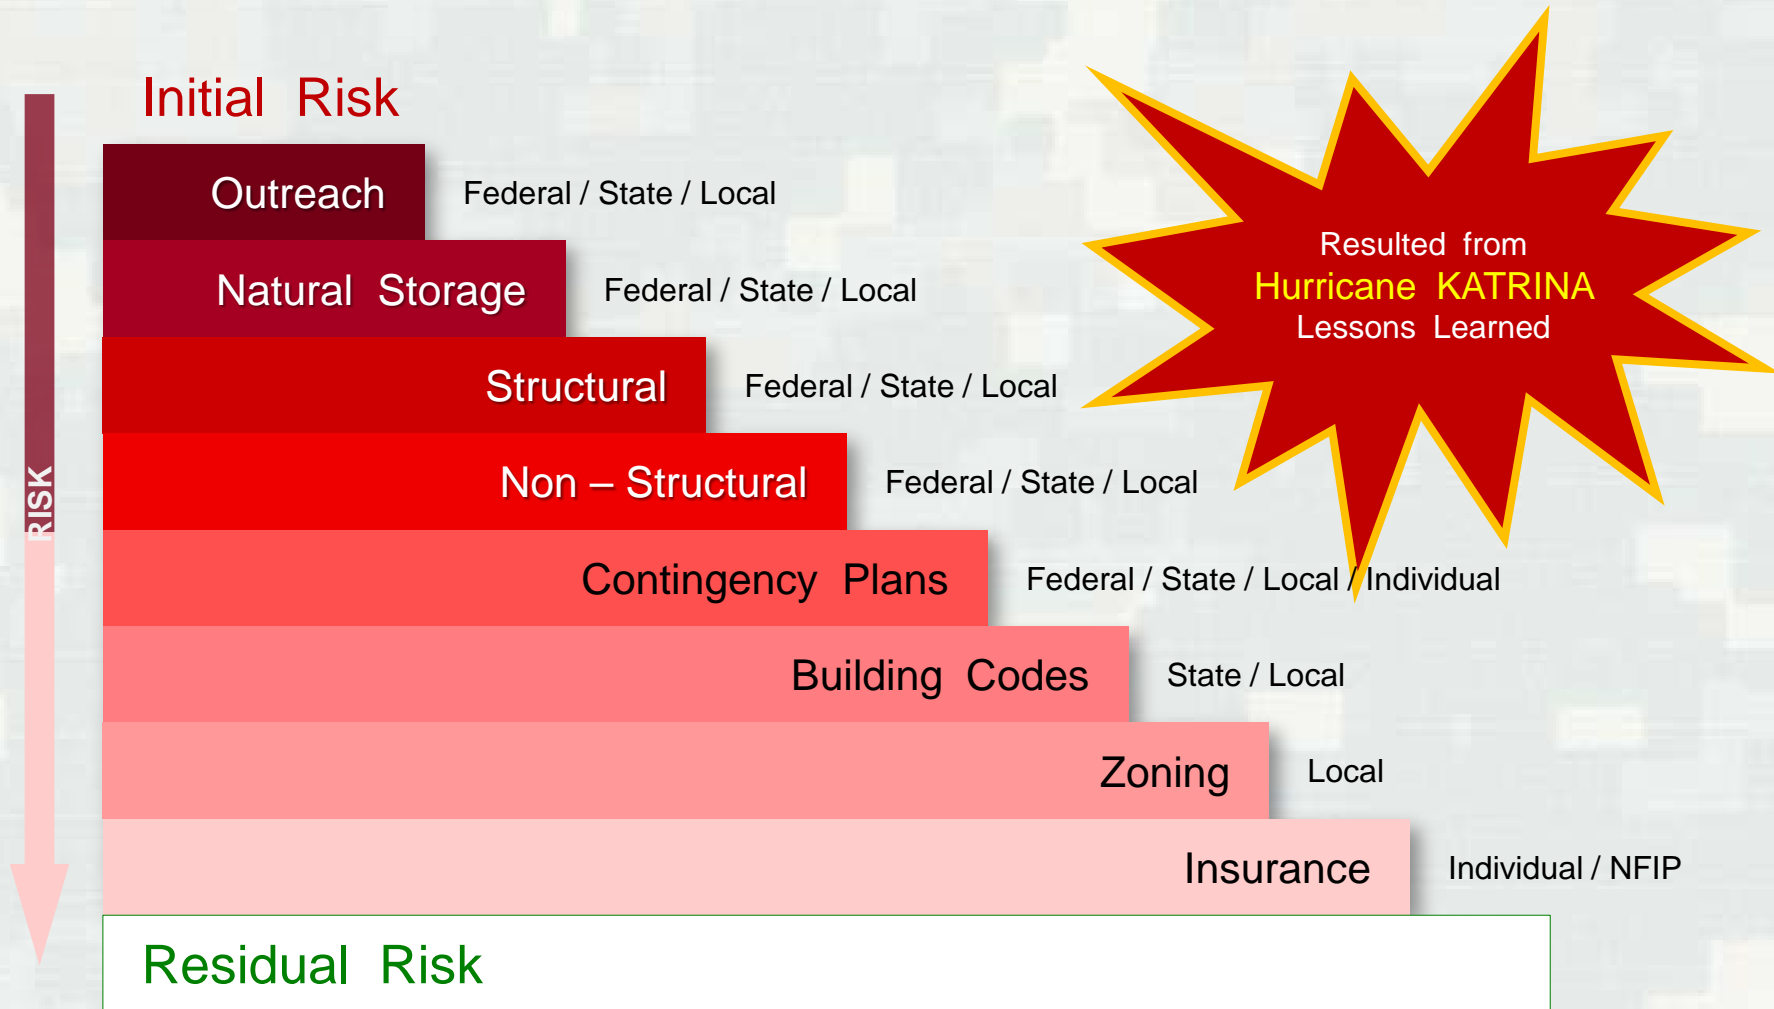 Initial Risk
Outreach
Federal / State / Local
Natural Storage
Federal / State / Local
Structural
Federal / State / Local
Non – Structural
Federal / State / Local
Contingency Plans
Federal / State / Local / Individual
Building Codes
State / Local
Zoning
Local
Insurance
Individual / NFIP
Residual Risk
RISK
Resulted from
Hurricane KATRINA
Lessons Learned